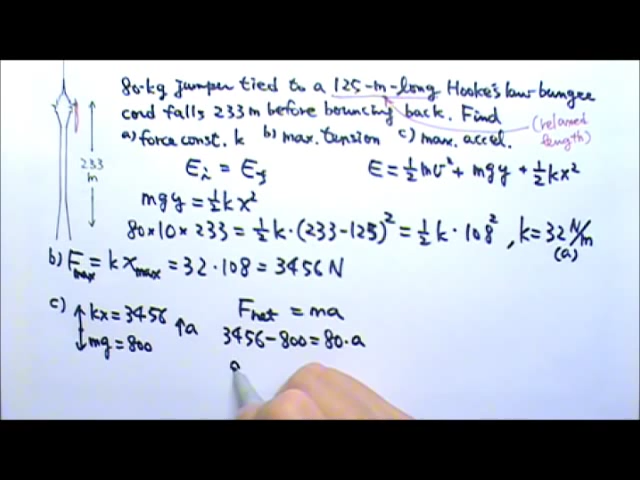 80-kg jumper tied to a 125-m-long Hooke's law bungee
cord falls 233 m before bouncing back. Find
(relaxed
length)
a) force const. k b) max. tension c) max. accel.
233
m
Ei = Ef E = ½mv² + mgy + ½kx²
mgy = ½kx²
80×10×233 = ½k·(233-125)² = ½k·108², k=32 N/m
(a)
b) Fmax = k xmax = 32·108 = 3456 N
c) ↑ kx = 3456 ↑a Fnet = ma
↓ mg = 800 3456-800 = 80·a
a